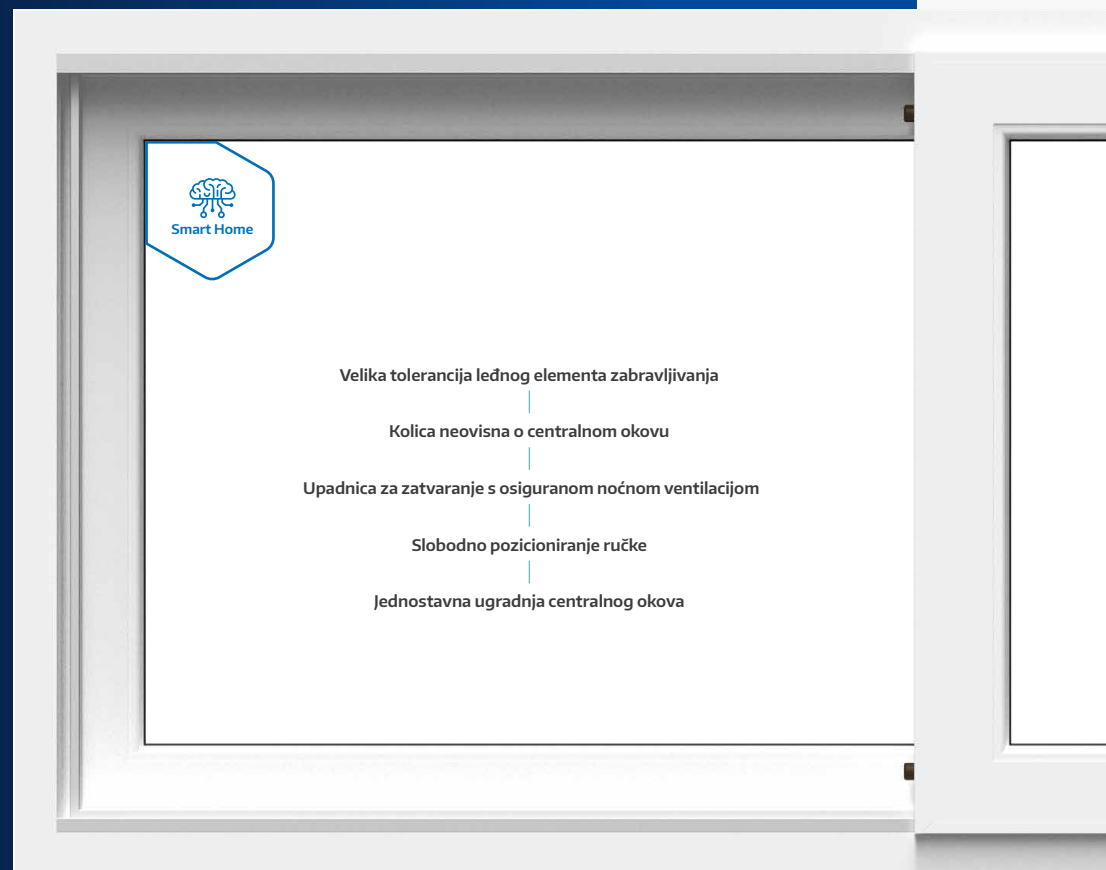 Smart Home
Velika tolerancija leđnog elementa zabravljivanja
Kolica neovisna o centralnom okovu
Upadnica za zatvaranje s osiguranom noćnom ventilacijom
Slobodno pozicioniranje ručke
Jednostavna ugradnja centralnog okova